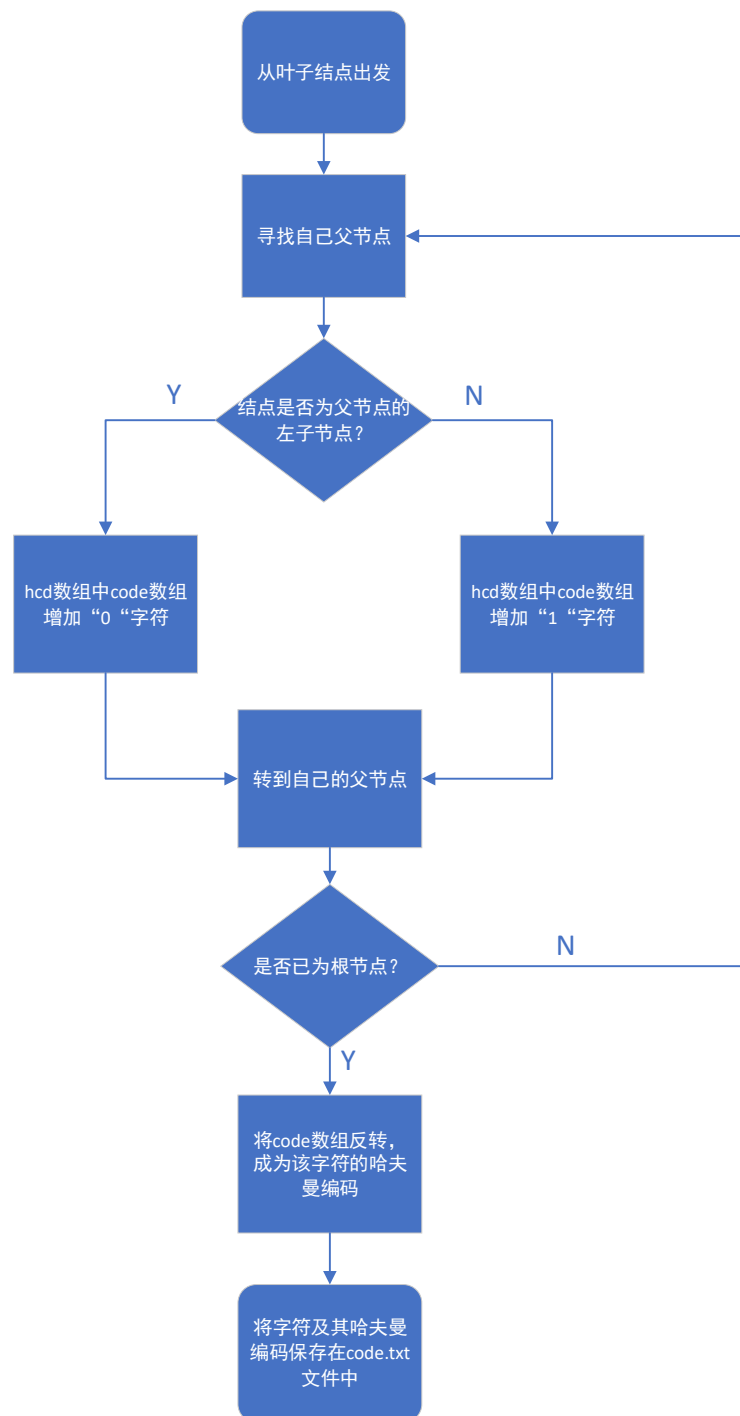 从叶子结点出发
寻找自己父节点
Y
N
结点是否为父节点的
左子节点？
hcd数组中code数组
增加“0“字符
hcd数组中code数组
增加“1“字符
转到自己的父节点
N
是否已为根节点？
Y
将code数组反转，
成为该字符的哈夫
曼编码
将字符及其哈夫曼
编码保存在code.txt
文件中